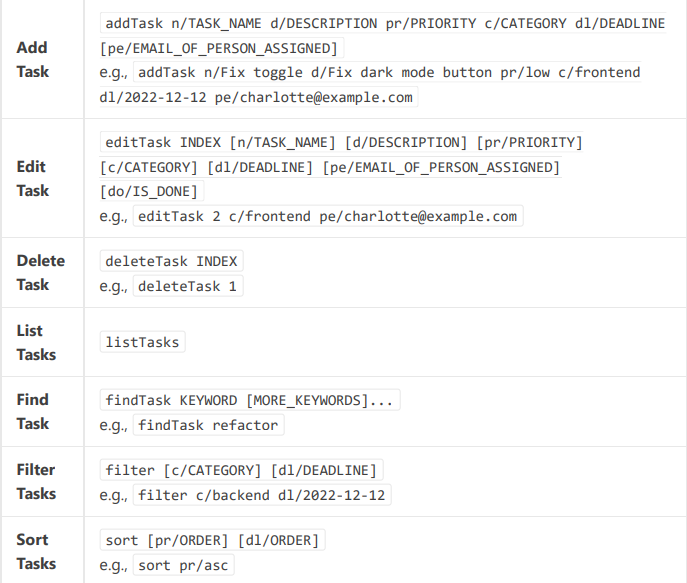 Add
Task
addTask n/TASK_NAME d/DESCRIPTION pr/PRIORITY c/CATEGORY dl/DEADLINE
[pe/EMAIL_OF_PERSON_ASSIGNED]
e.g., addTask n/Fix toggle d/Fix dark mode button pr/low c/frontend
dl/2022-12-12 pe/charlotte@example.com
Edit
Task
editTask INDEX [n/TASK_NAME] [d/DESCRIPTION] [pr/PRIORITY]
[c/CATEGORY] [dl/DEADLINE] [pe/EMAIL_OF_PERSON_ASSIGNED]
[do/IS_DONE]
e.g., editTask 2 c/frontend pe/charlotte@example.com
Delete
Task
deleteTask INDEX
e.g., deleteTask 1
List
Tasks
listTasks
Find
Task
findTask KEYWORD [MORE_KEYWORDS]...
e.g., findTask refactor
Filter
Tasks
filter [c/CATEGORY] [dl/DEADLINE]
e.g., filter c/backend dl/2022-12-12
Sort
Tasks
sort [pr/ORDER] [dl/ORDER]
e.g., sort pr/asc